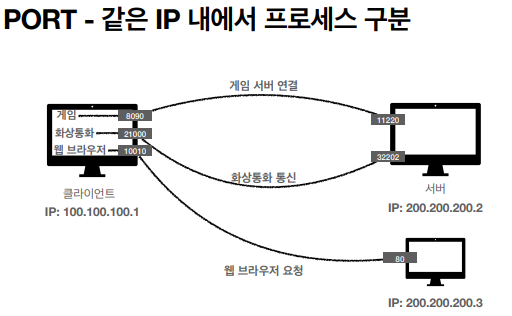 PORT - 같은 IP 내에서 프로세스 구분
게임 서버 연결
게임
8090
11220
화상통화
21000
웹 브라우저
10010
32202
화상통화 통신
클라이언트
IP: 100.100.100.1
서버
IP: 200.200.200.2
80
웹 브라우저 요청
IP: 200.200.200.3